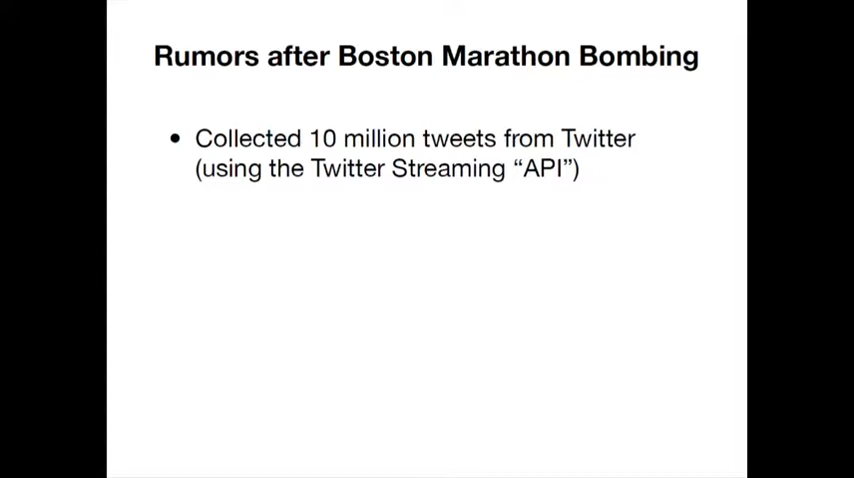 Rumors after Boston Marathon Bombing
• Collected 10 million tweets from Twitter
(using the Twitter Streaming “API”)